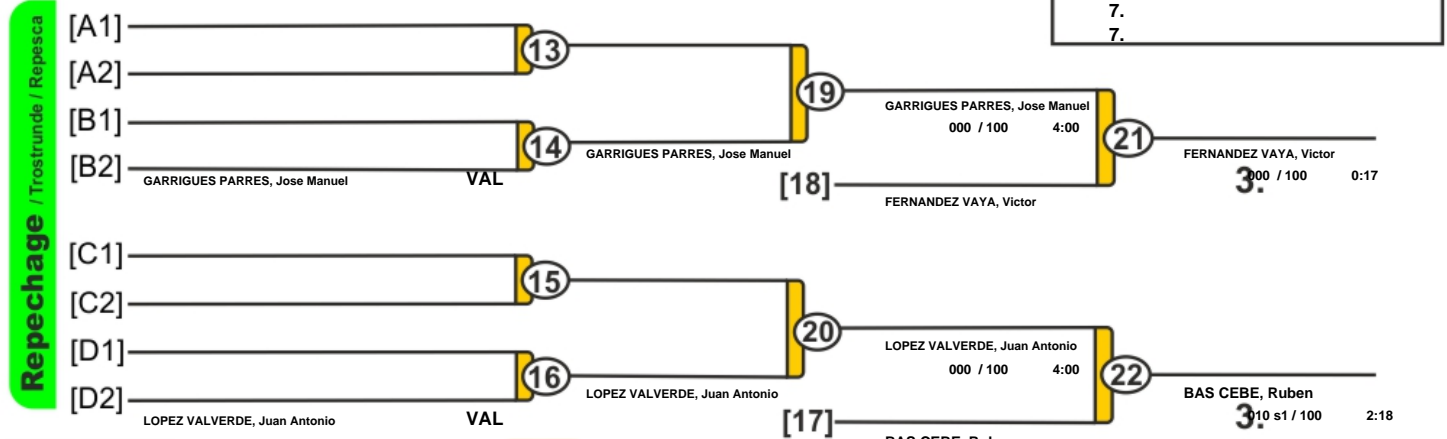 7.
7.
Repechage / Trostrunde / Repesca
[A1]
13
[A2]
19
GARRIGUES PARRES, Jose Manuel
000 / 100 4:00
[B1]
21
14
GARRIGUES PARRES, Jose Manuel
FERNANDEZ VAYA, Victor
[B2]
GARRIGUES PARRES, Jose Manuel VAL
[18]
3. 000 / 100 0:17
FERNANDEZ VAYA, Victor
[C1]
15
[C2]
20
LOPEZ VALVERDE, Juan Antonio
[D1]
000 / 100 4:00
22
16
LOPEZ VALVERDE, Juan Antonio
BAS CEBE, Ruben
[D2]
LOPEZ VALVERDE, Juan Antonio VAL
[17]
3. 010 s1 / 100 2:18